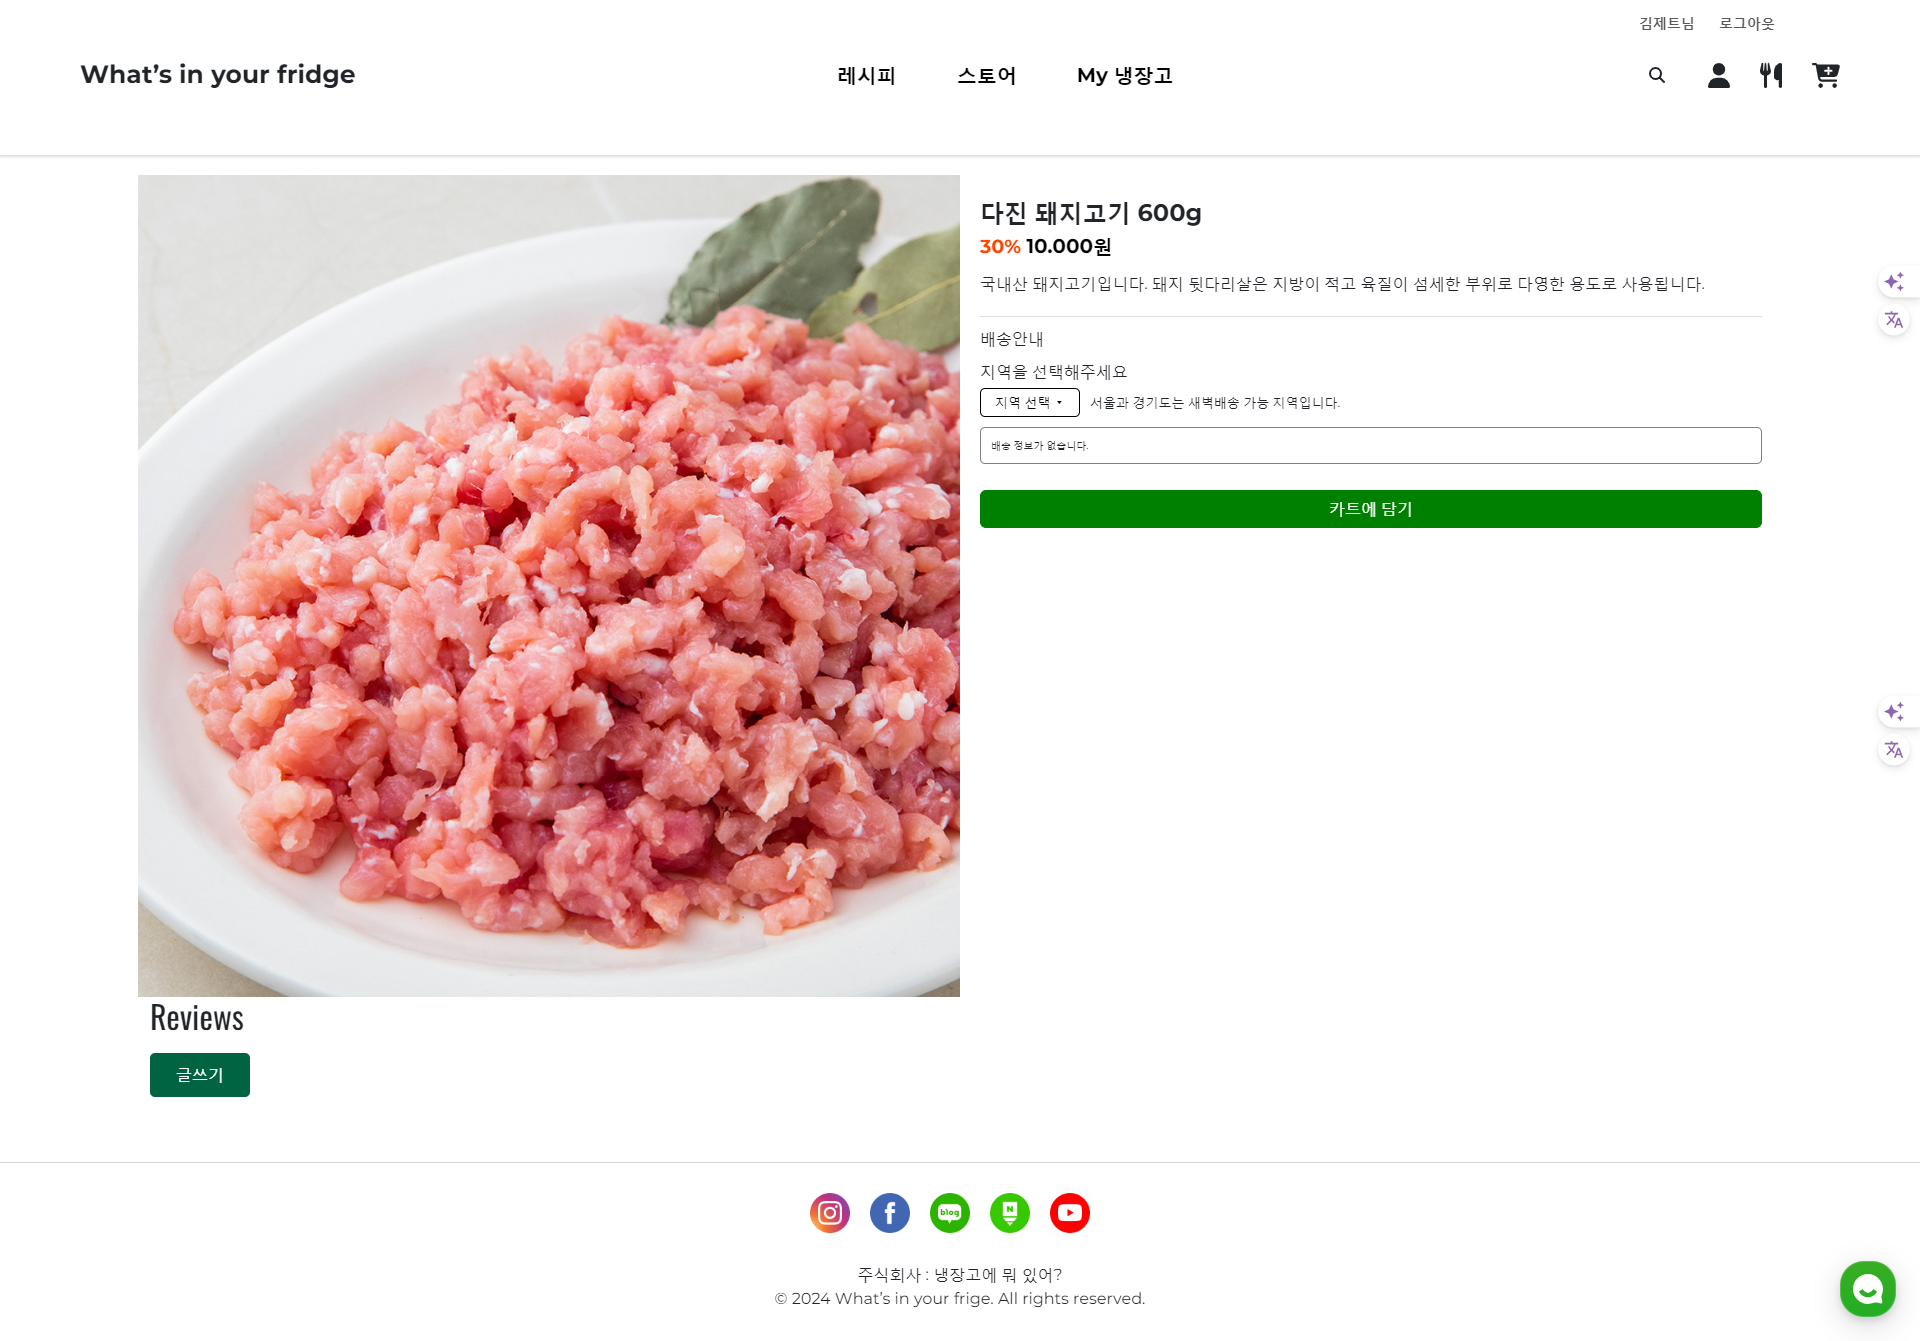 김제트님 로그아웃
What's in your fridge 레시피 스토어 My 냉장고
다진 돼지고기 600g
30% 10.000원
국내산 돼지고기입니다. 돼지 뒷다리살은 지방이 적고 육질이 섬세한 부위로 다영한 용도로 사용됩니다.
배송안내
지역을 선택해주세요
지역 선택 서울과 경기도는 새벽배송 가능 지역입니다.
배송 정보가 없습니다.
카트에 담기
Reviews
글쓰기
blog N
주식회사 : 냉장고에 뭐 있어?
© 2024 What's in your frige. All rights reserved.